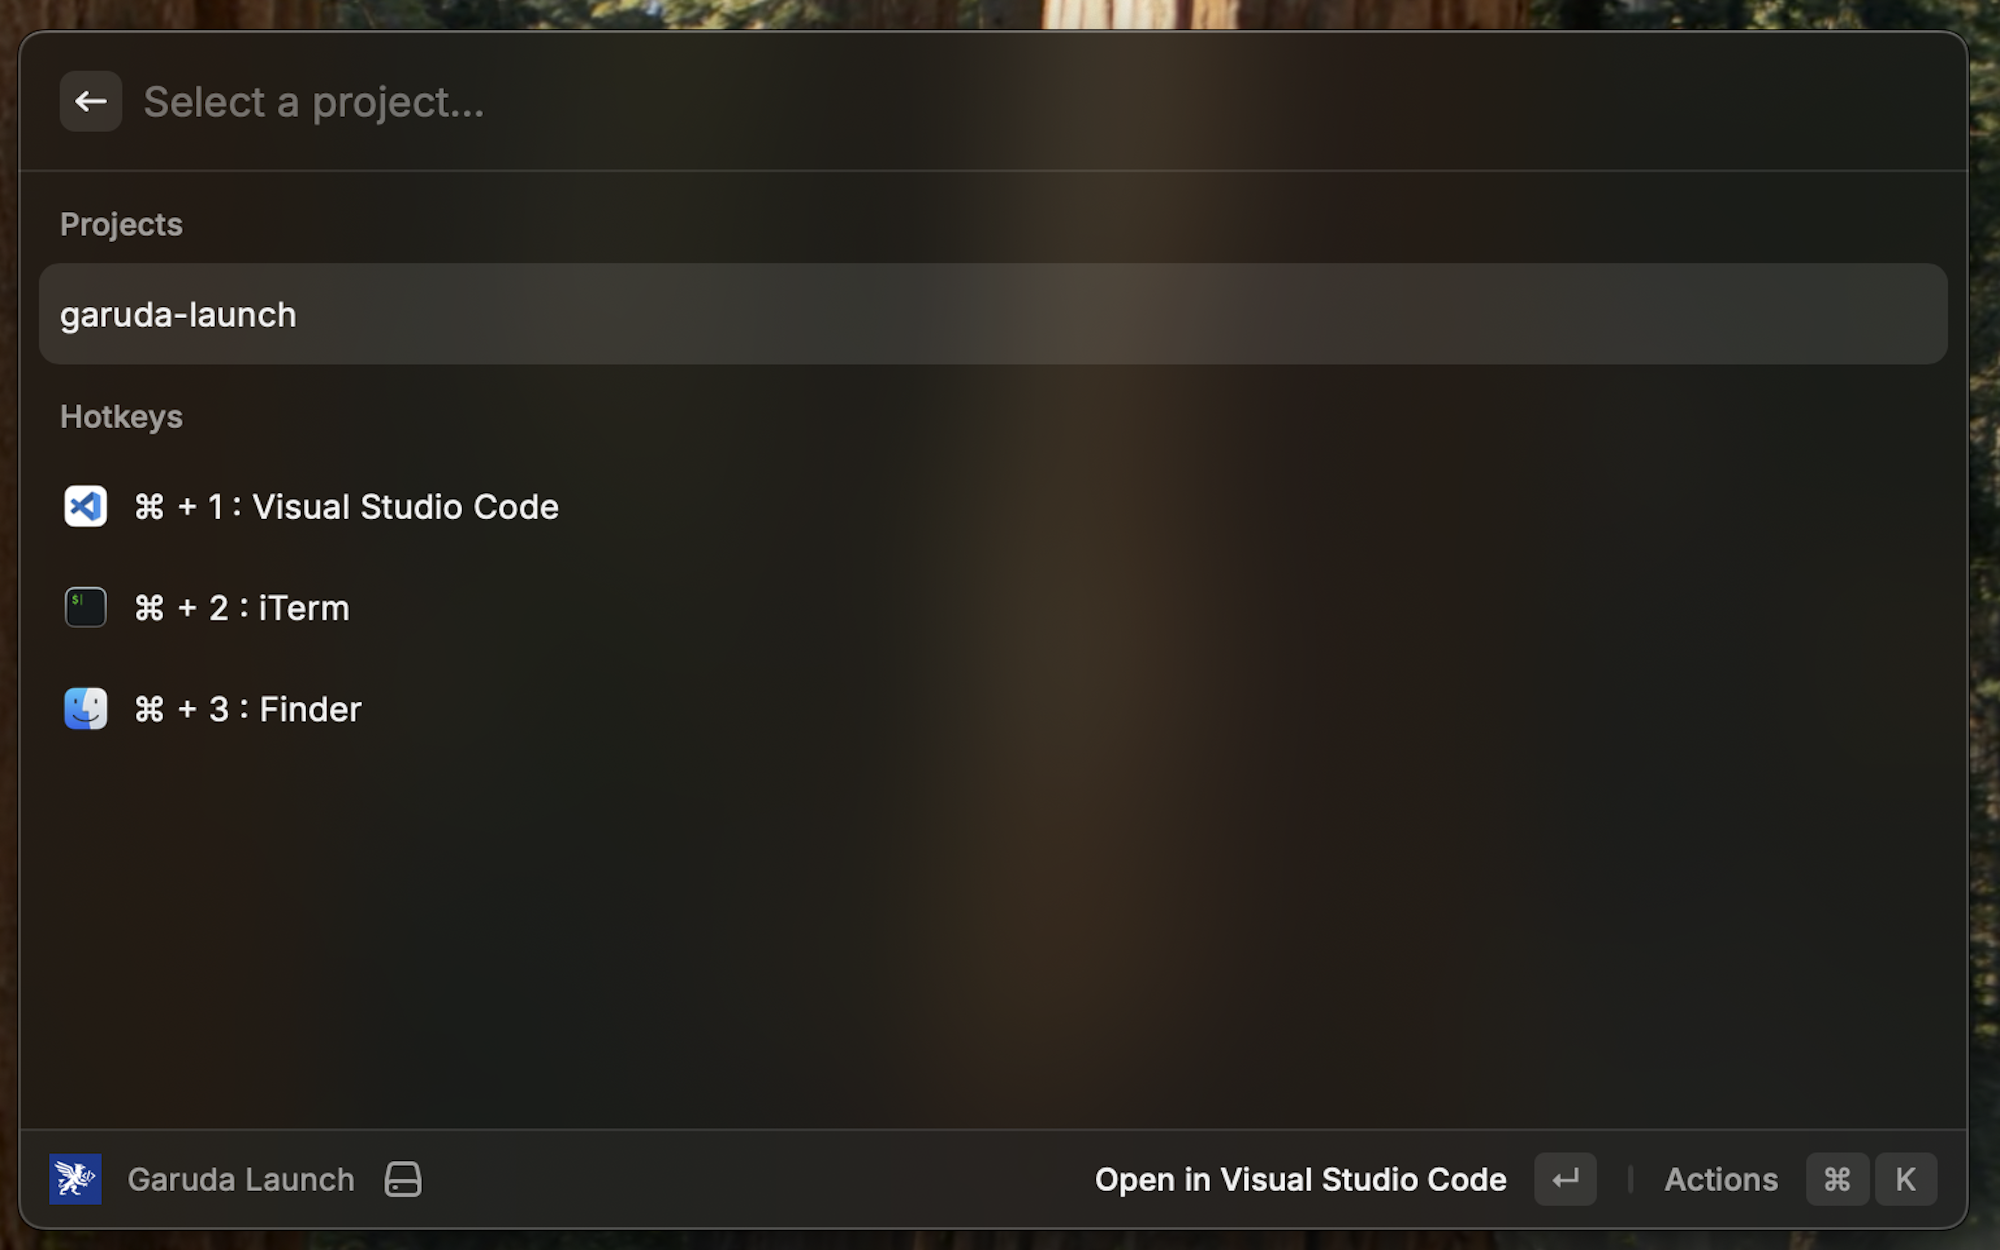 Select a project...
Projects
garuda-launch
Hotkeys
⌘ + 1 : Visual Studio Code
$
⌘ + 2 : iTerm
⌘ + 3 : Finder
Garuda Launch
Open in Visual Studio Code ↵ | Actions ⌘ K